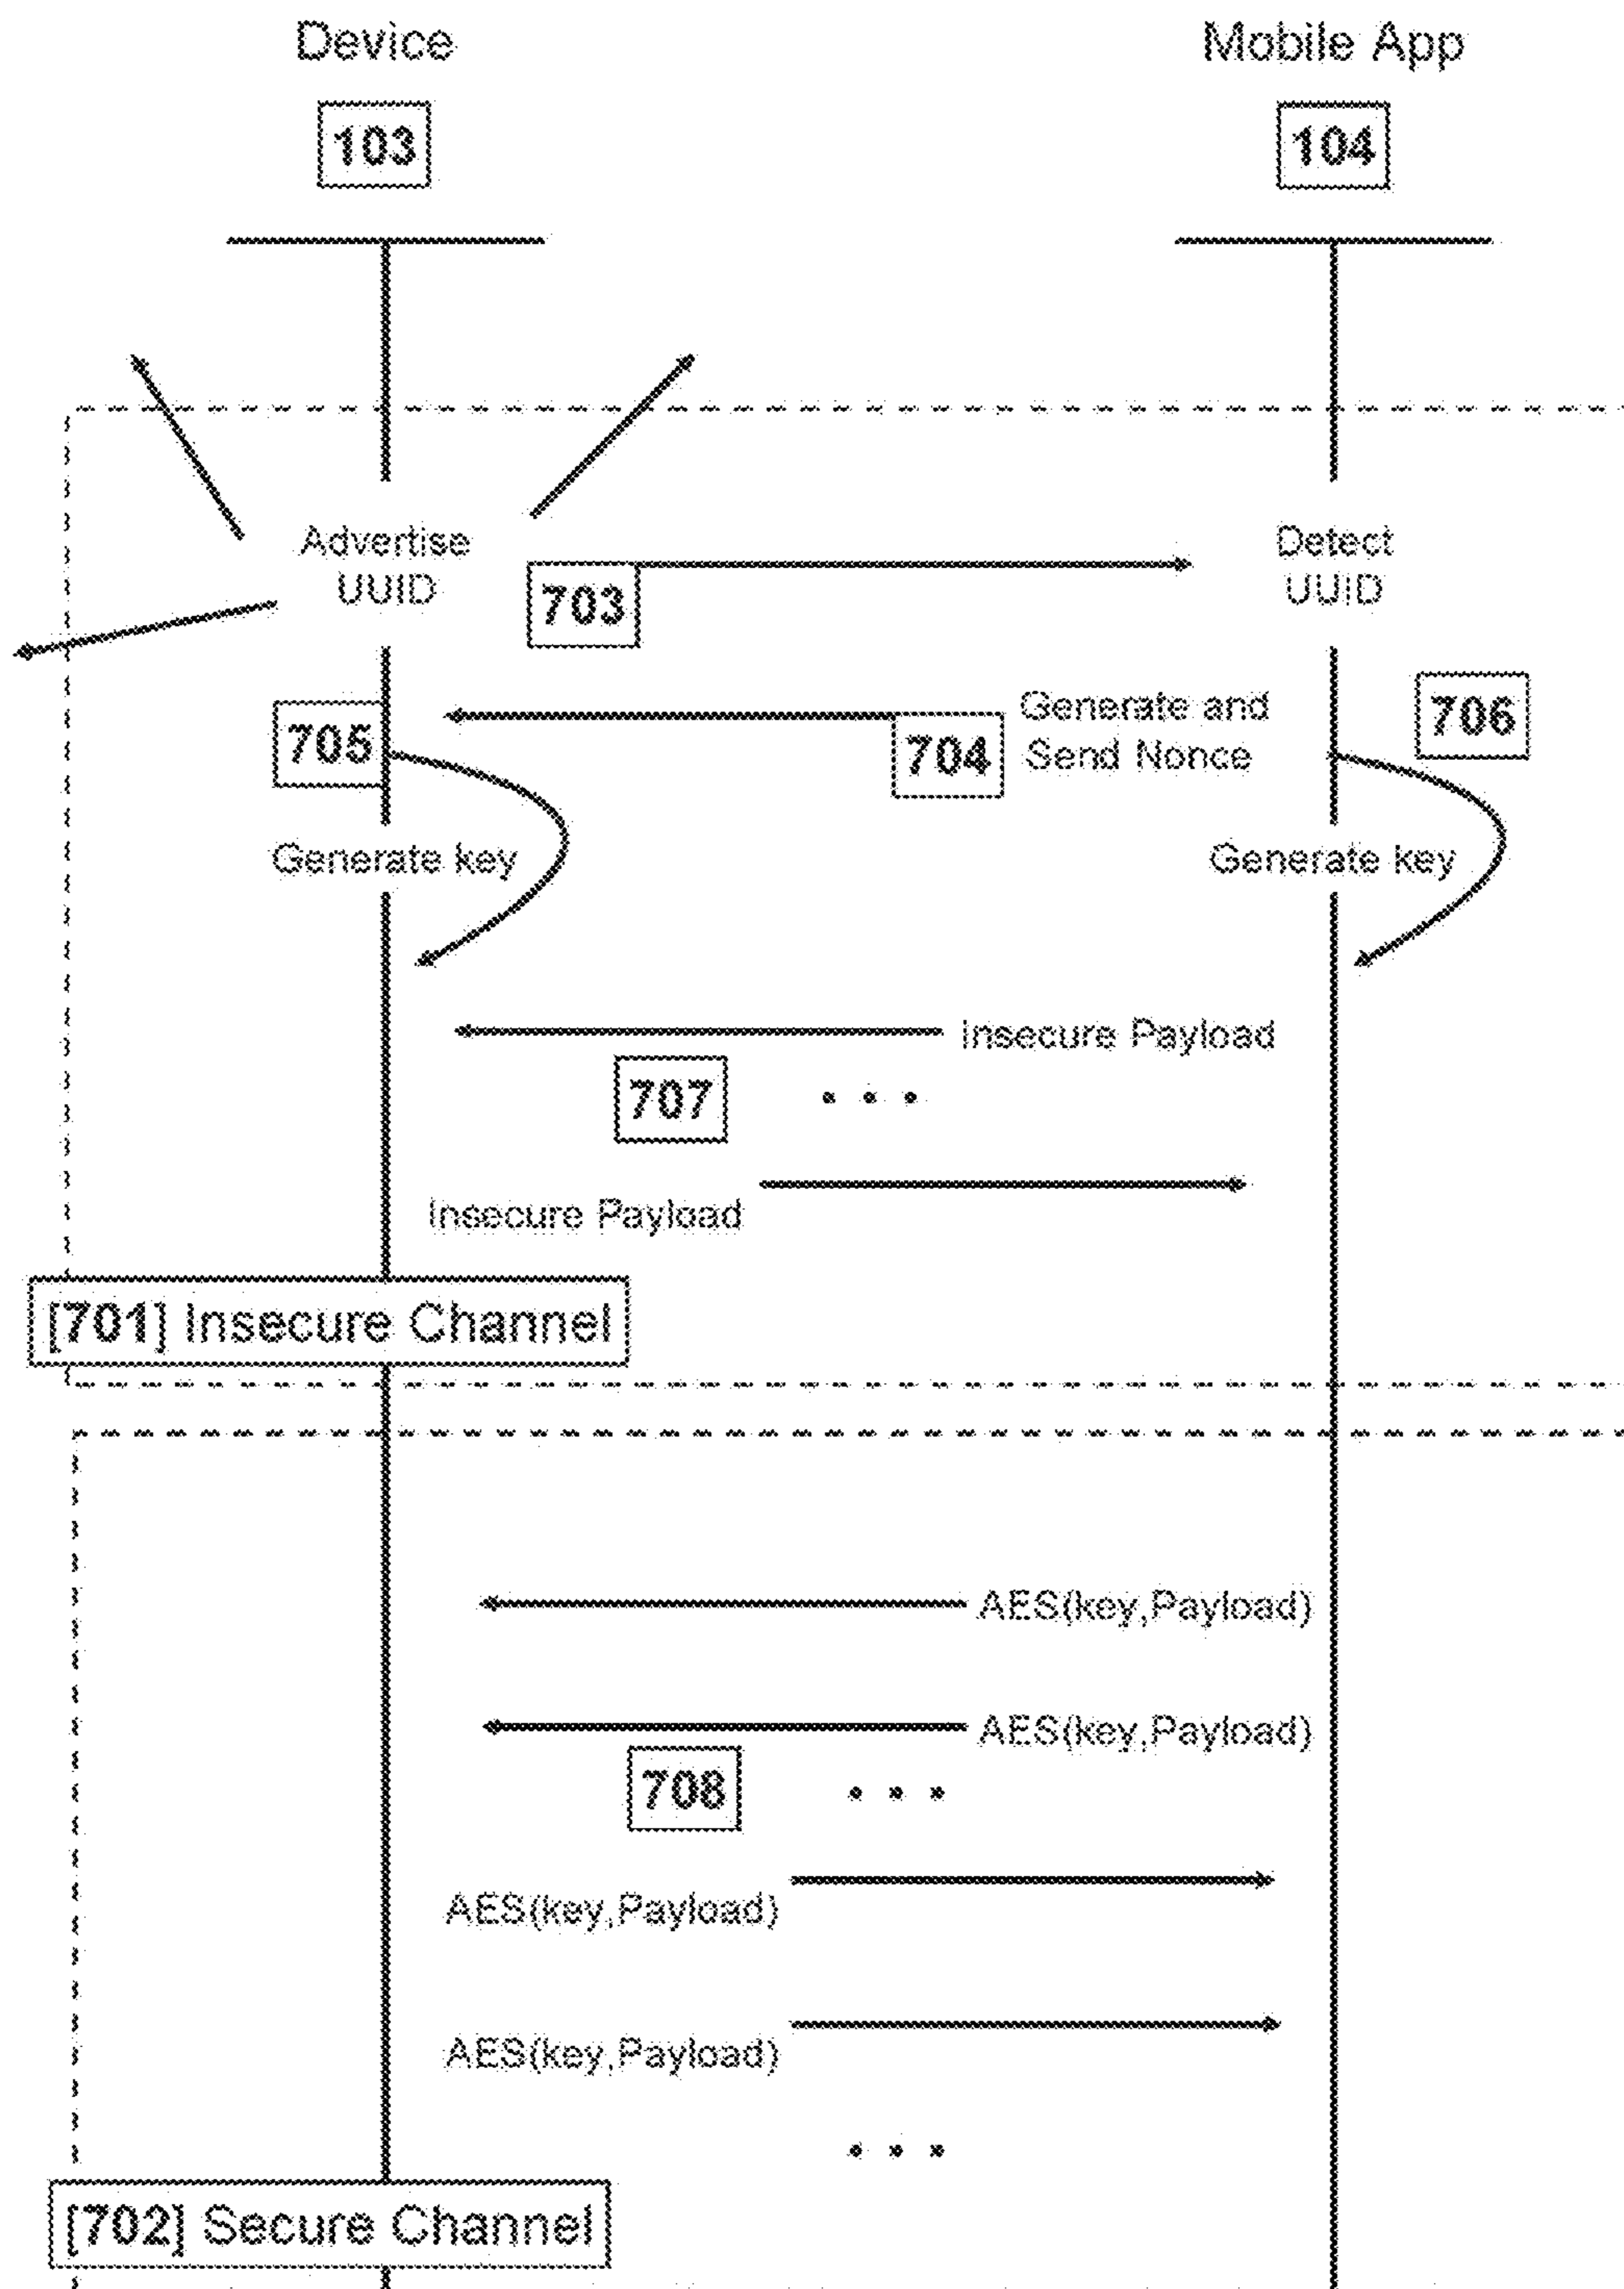 Device
Mobile App
103
104
Advertise
UUID
703
Detect
UUID
705
704
Generate and
Send Nonce
706
Generate key
Generate key
Insecure Payload
707
...
Insecure Payload
[701] Insecure Channel
AES(key,Payload)
AES(key,Payload)
708
...
AES(key,Payload)
AES(key,Payload)
...
[702] Secure Channel